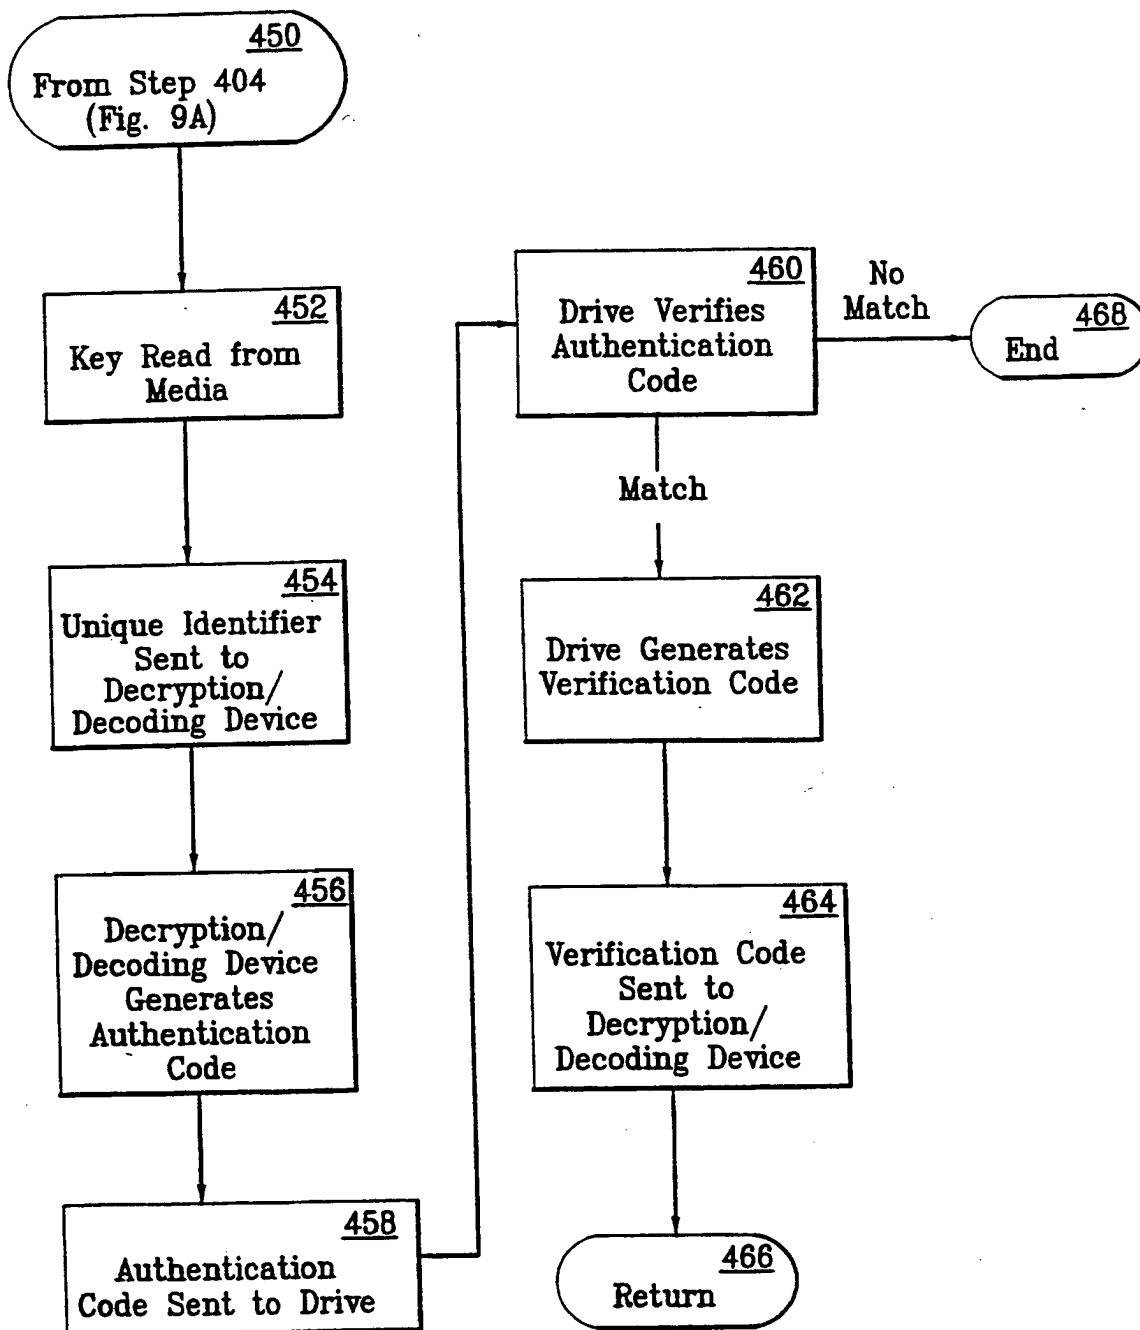 450
From Step 404
(Fig. 9A)
452
Key Read from
Media
454
Unique Identifier
Sent to
Decryption/
Decoding Device
456
Decryption/
Decoding Device
Generates
Authentication
Code
458
Authentication
Code Sent to Drive
460
Drive Verifies
Authentication
Code
No
Match
468
End
Match
462
Drive Generates
Verification Code
464
Verification Code
Sent to
Decryption/
Decoding Device
466
Return